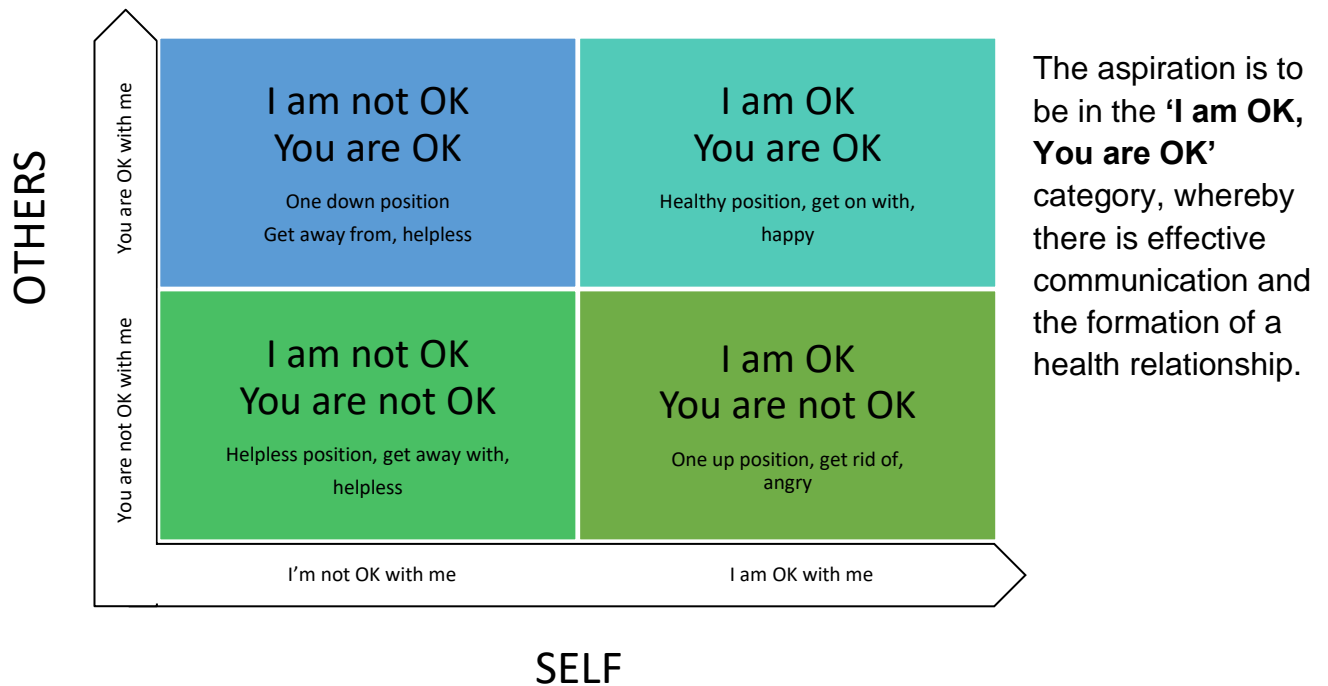 OTHERS
You are OK with me
You are not OK with me
I am not OK
You are OK
One down position
Get away from, helpless
I am OK
You are OK
Healthy position, get on with,
happy
I am not OK
You are not OK
Helpless position, get away with,
helpless
I am OK
You are not OK
One up position, get rid of,
angry
I'm not OK with me
I am OK with me
SELF
The aspiration is to
be in the ‘I am OK,
You are OK’
category, whereby
there is effective
communication and
the formation of a
health relationship.